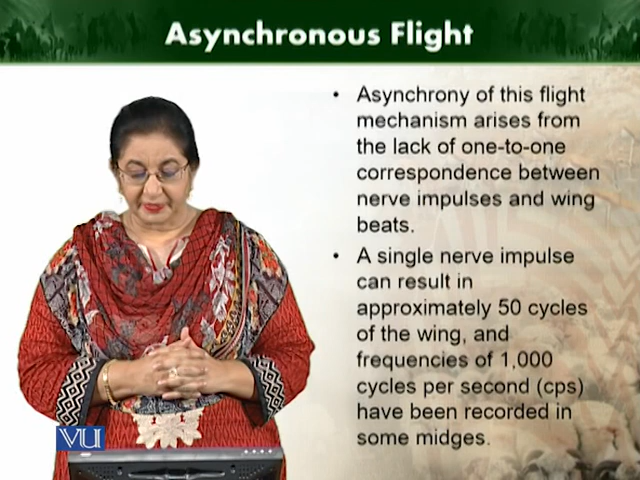 Asynchronous Flight
• Asynchrony of this flight
mechanism arises from
the lack of one-to-one
correspondence between
nerve impulses and wing
beats.
• A single nerve impulse
can result in
approximately 50 cycles
of the wing, and
frequencies of 1,000
cycles per second (cps)
have been recorded in
some midges.
VU